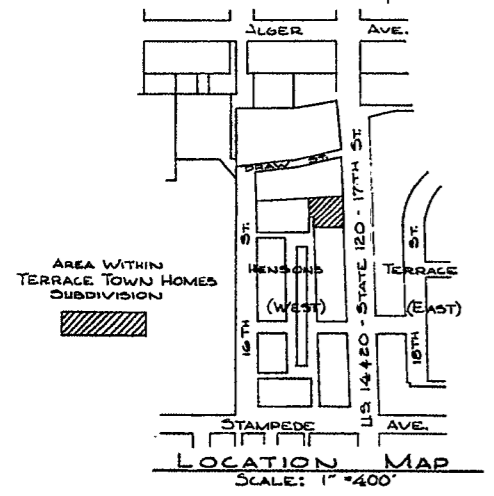 ALGER AVE.
DRAW ST.
16TH ST.
US 14&20 - STATE 120 - 17TH ST.
18TH ST.
HENSONS TERRACE
(WEST) (EAST)
AREA WITHIN
TERRACE TOWN HOMES
SUBDIVISION
STAMPEDE AVE.
LOCATION MAP
SCALE: 1" = 400'